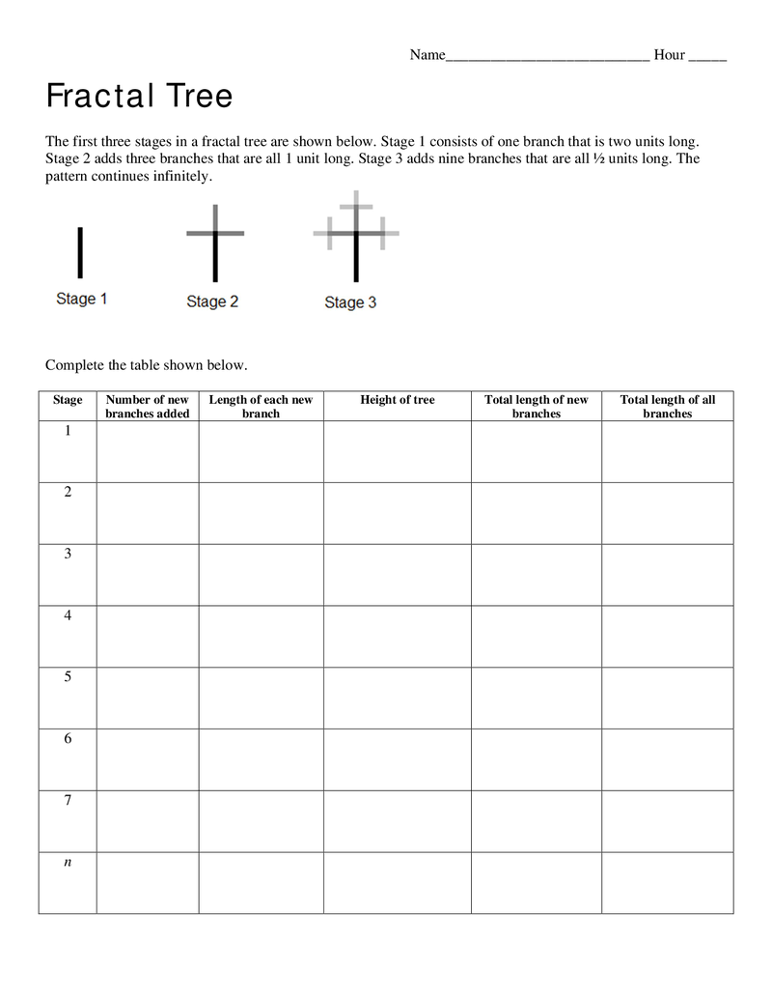 Name___________________________ Hour _____
Fractal Tree
The first three stages in a fractal tree are shown below. Stage 1 consists of one branch that is two units long.
Stage 2 adds three branches that are all 1 unit long. Stage 3 adds nine branches that are all ½ units long. The
pattern continues infinitely.
Stage 1 Stage 2 Stage 3
Complete the table shown below.
Stage Number of new Length of each new Height of tree Total length of new Total length of all
branches added branch branches branches
1
2
3
4
5
6
7
n